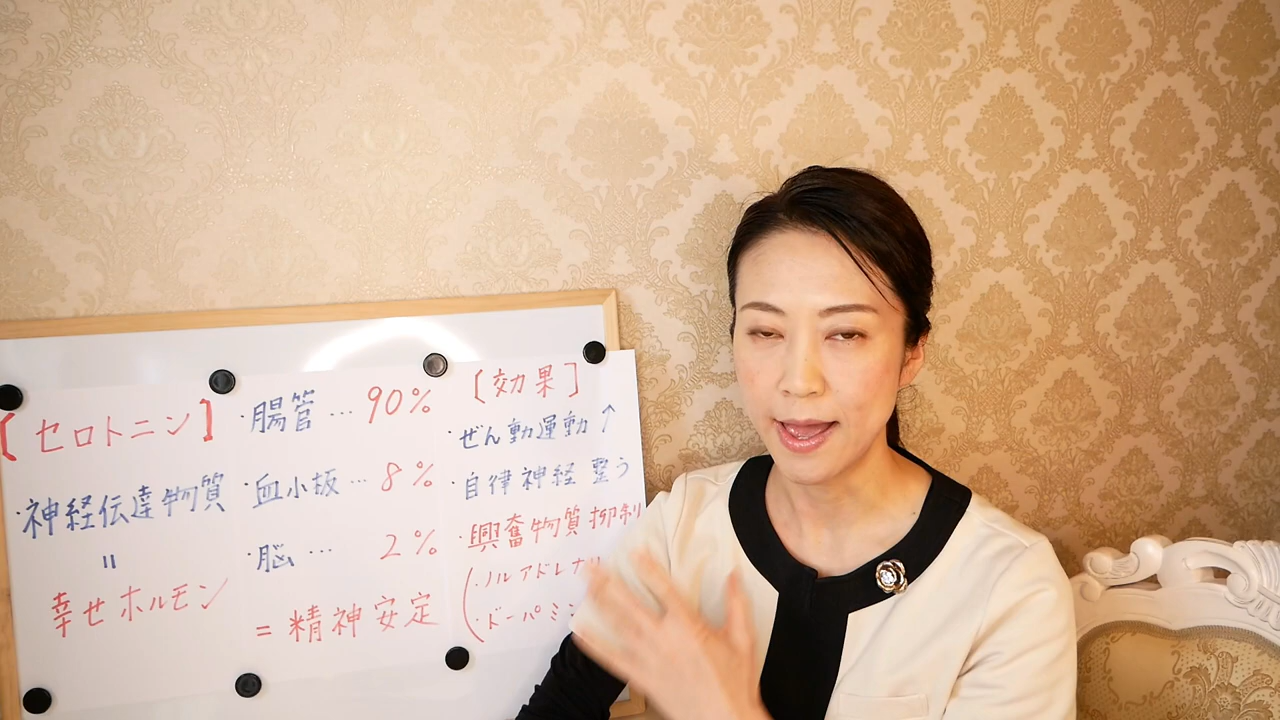 【セロトニン】
・神経伝達物質
=
幸せホルモン
・腸管…90%
・血小板…8%
・脳…2%
=精神安定
〔効果〕
・ぜん動運動↑
・自律神経 整う
・興奮物質抑制
(・ノルアドレナリ
・ドーパミン